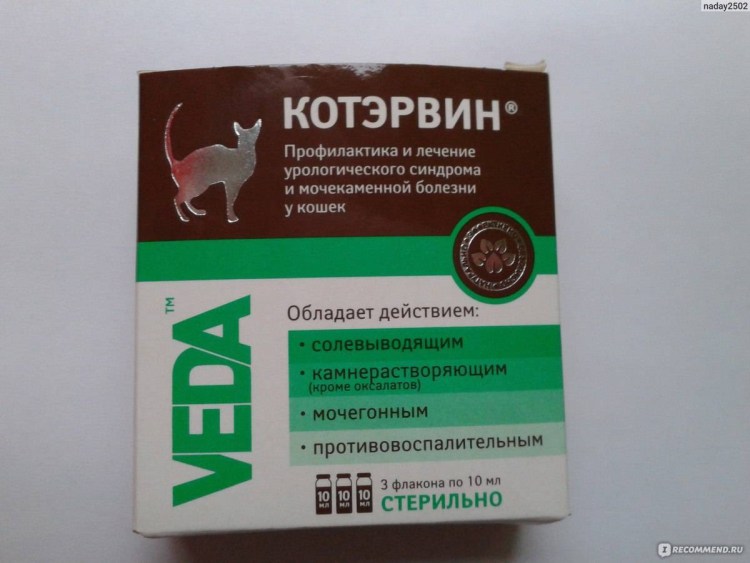 naday2502
КОТЭРВИН®
Профилактика и лечение
урологического синдрома
и мочекаменной болезни
у кошек
VEDA™
Обладает действием:
• солевыводящим
• камнерастворяющим
(кроме оксалатов)
• мочегонным
• противовоспалительным
10 мл 10 мл 10 мл
3 флакона по 10 мл
СТЕРИЛЬНО
I RECOMMEND.RU